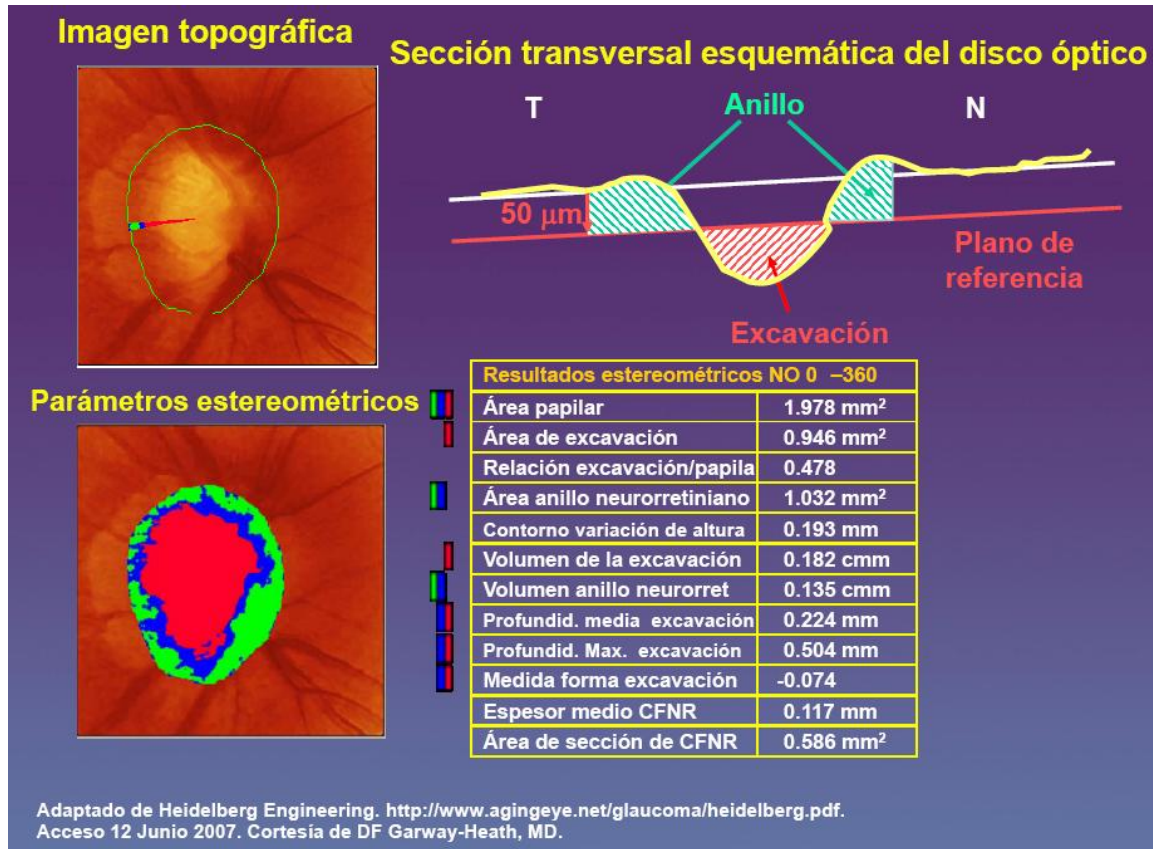 Imagen topográfica
Sección transversal esquemática del disco óptico
T
Anillo
N
50 µm
Plano de
referencia
Excavación
Parámetros estereométricos
Resultados estereométricos NO 0 –360
Área papilar 1.978 mm²
Área de excavación 0.946 mm²
Relación excavación/papila 0.478
Área anillo neurorretiniano 1.032 mm²
Contorno variación de altura 0.193 mm
Volumen de la excavación 0.182 cmm
Volumen anillo neurorret 0.135 cmm
Profundid. media excavación 0.224 mm
Profundid. Max. excavación 0.504 mm
Medida forma excavación -0.074
Espesor medio CFNR 0.117 mm
Área de sección de CFNR 0.586 mm²
Adaptado de Heidelberg Engineering. http://www.agingeye.net/glaucoma/heidelberg.pdf.
Acceso 12 Junio 2007. Cortesía de DF Garway-Heath, MD.